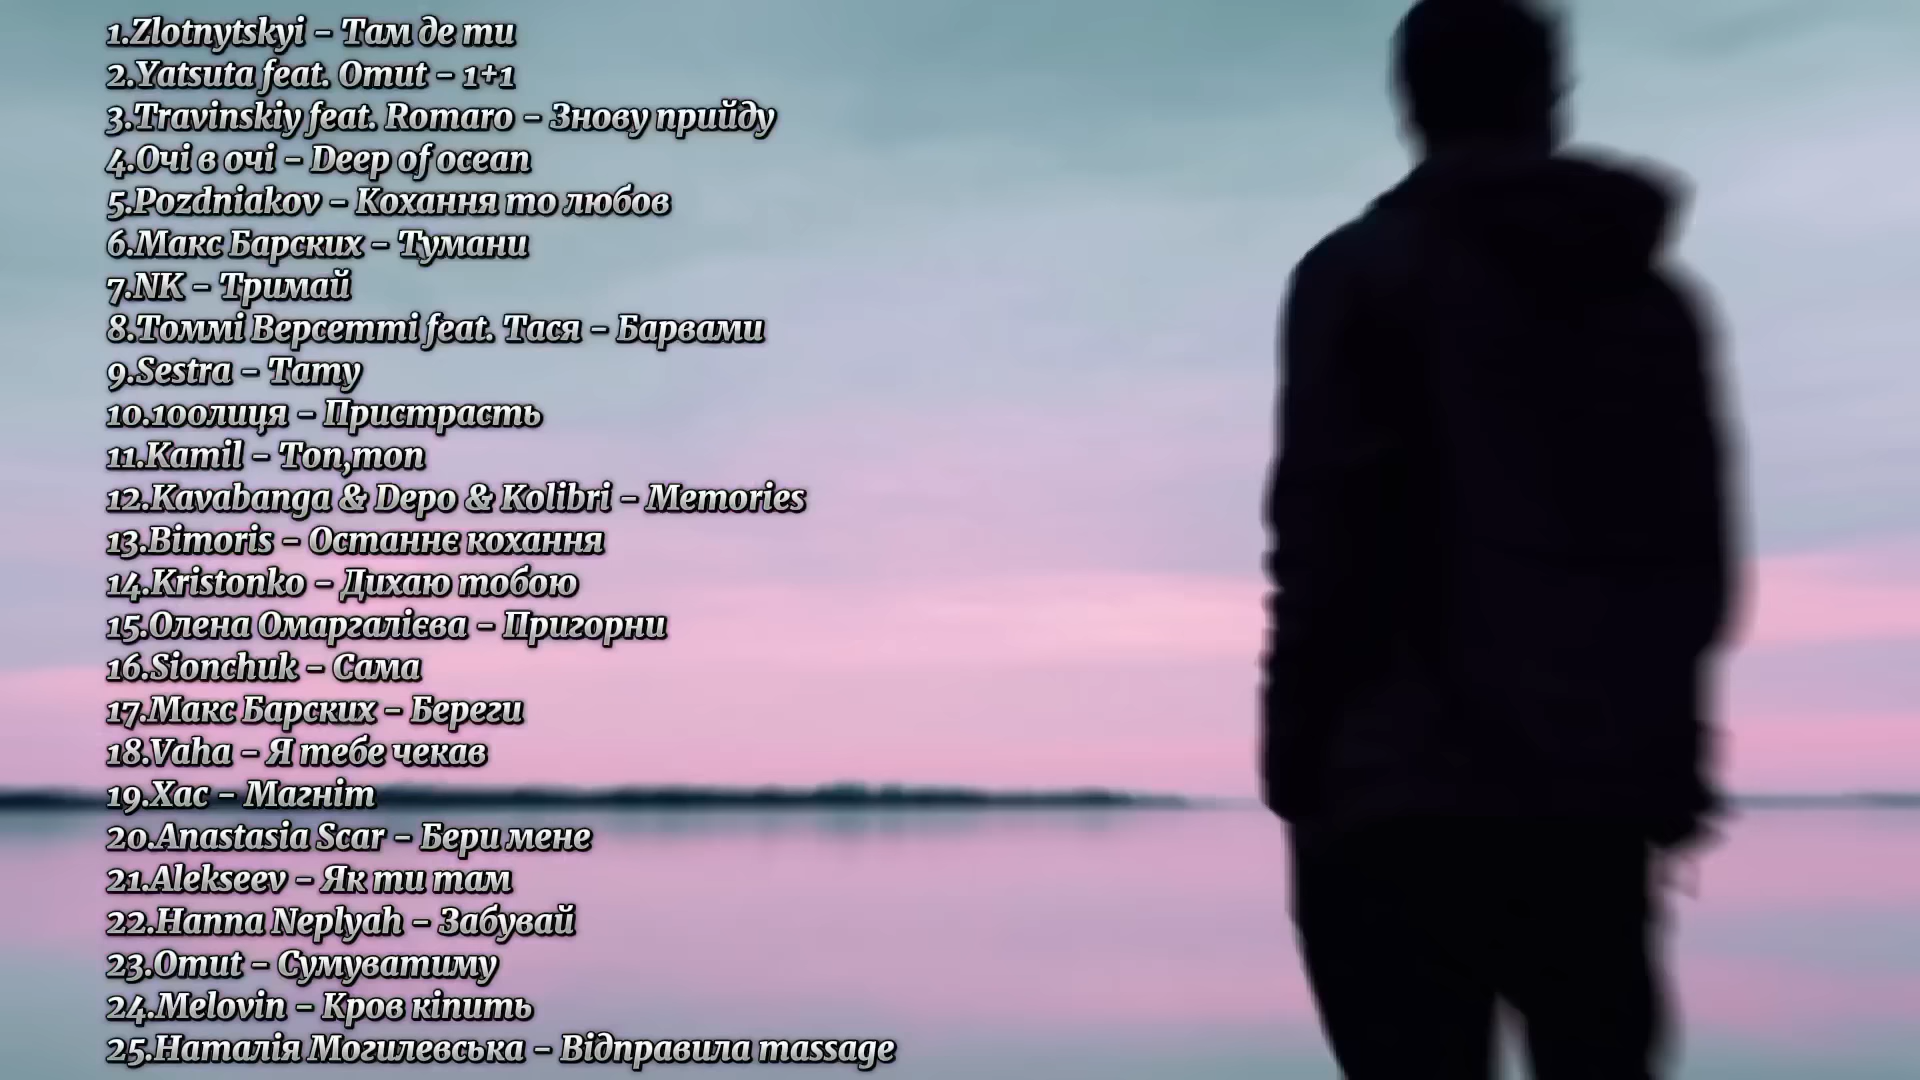 1.Zlotnytskyi - Там де ти
2.Yatsuta feat. Omut - 1+1
3.Travinskiy feat. Romaro - Знову прийду
4.Очі в очі - Deep of ocean
5.Pozdniakov - Кохання то любов
6.Макс Барских - Тумани
7.NK - Тримай
8.Томмі Версетті feat. Тася - Барвами
9.Sestra - Тату
10.100лиця - Пристрасть
11.Kamil - Топ,топ
12.Kavabanga & Depo & Kolibri - Memories
13.Bimoris - Останнє кохання
14.Kristonko - Дихаю тобою
15.Олена Омаргалієва - Пригорни
16.Sionchuk - Сама
17.Макс Барских - Береги
18.Vaha - Я тебе чекав
19.Хас - Магніт
20.Anastasia Scar - Бери мене
21.Alekseev - Як ти там
22.Hanna Neplyah - Забувай
23.Omut - Сумуватиму
24.Melovin - Кров кіпить
25.Наталія Могилевська - Відправила massage